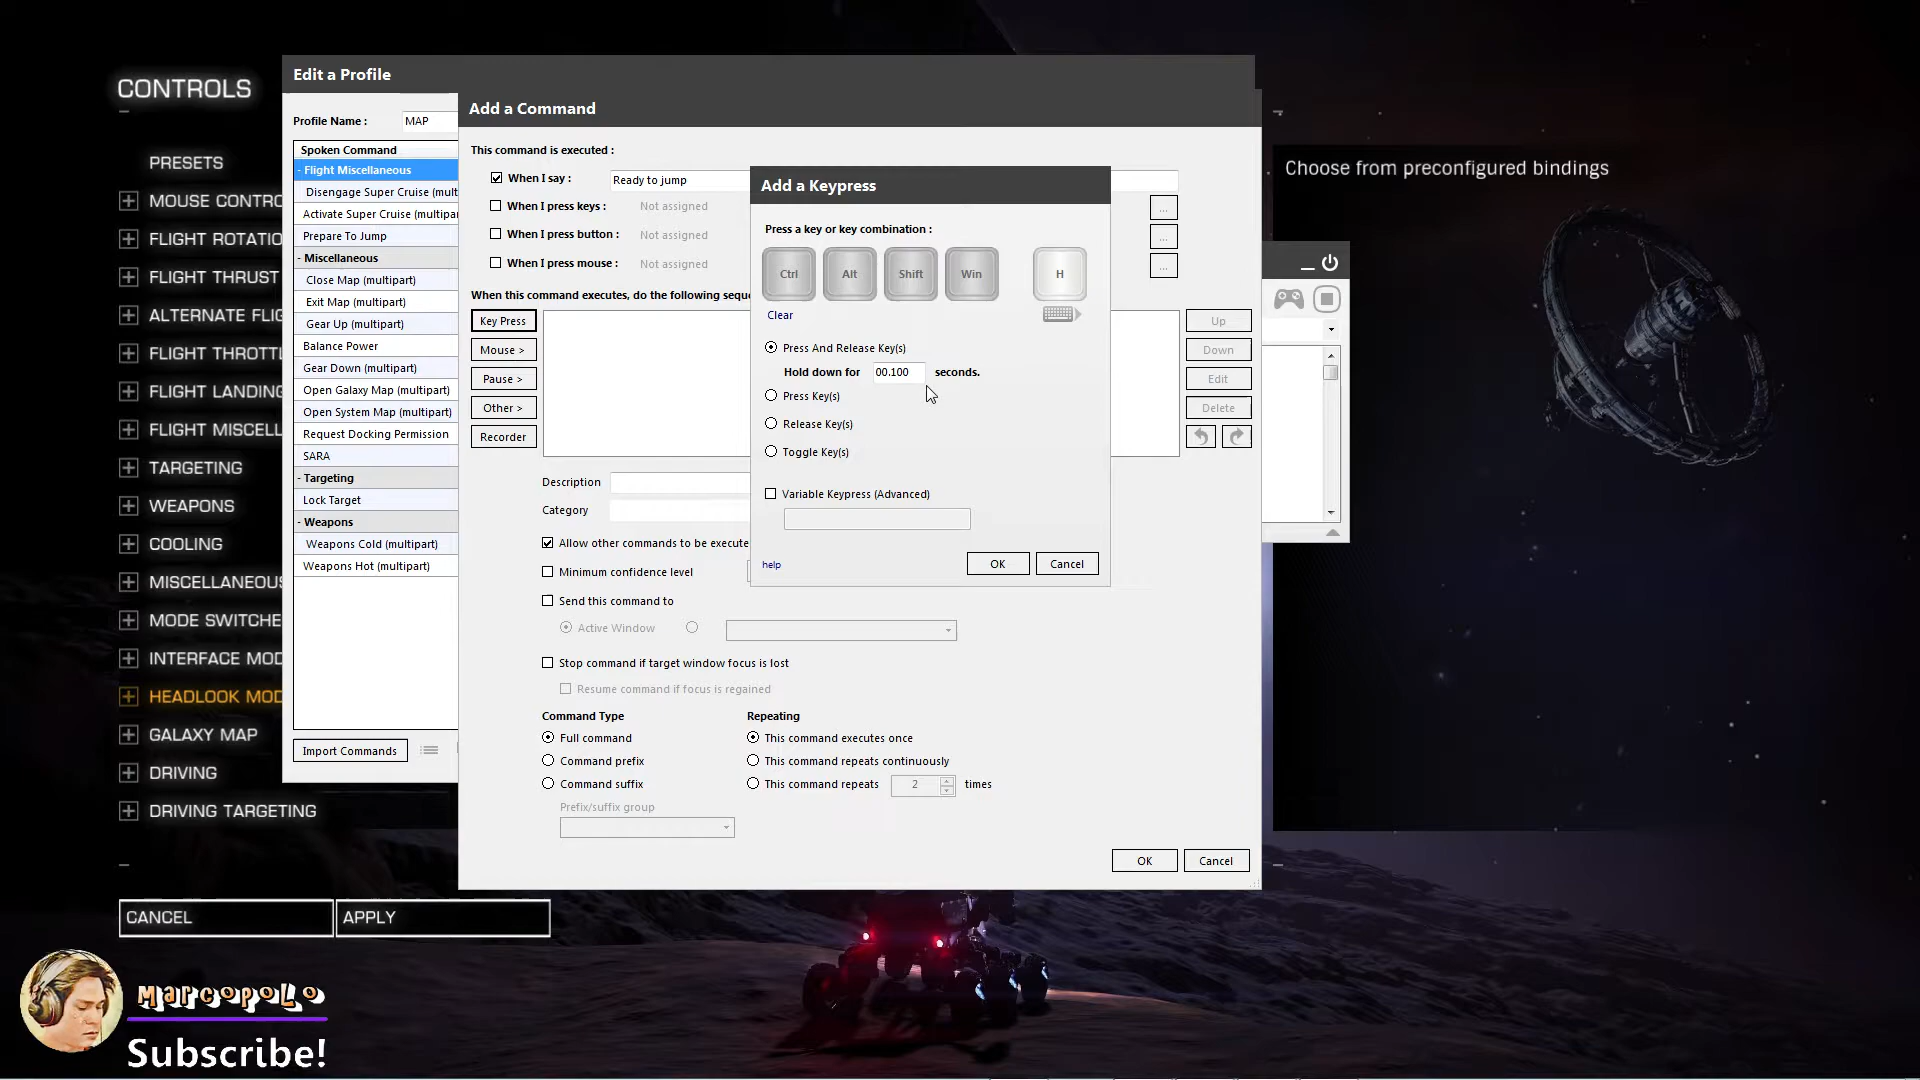 CONTROLS
PRESETS
MOUSE CONTRO
FLIGHT ROTATIO
FLIGHT THRUST
ALTERNATE FLIG
FLIGHT THROTTL
FLIGHT LANDING
FLIGHT MISCELL
TARGETING
WEAPONS
COOLING
MISCELLANEOUS
MODE SWITCHE
INTERFACE MOD
HEADLOOK MOD
GALAXY MAP
DRIVING
DRIVING TARGETING
CANCEL
APPLY
Edit a Profile
Profile Name :
MAP
Spoken Command
- Flight Miscellaneous
Disengage Super Cruise (mult
Activate Super Cruise (multipar
Prepare To Jump
- Miscellaneous
Close Map (multipart)
Exit Map (multipart)
Gear Up (multipart)
Balance Power
Gear Down (multipart)
Open Galaxy Map (multipart)
Open System Map (multipart)
Request Docking Permission
SARA
- Targeting
Lock Target
- Weapons
Weapons Cold (multipart)
Weapons Hot (multipart)
Import Commands
Add a Command
This command is executed :
When I say :
Ready to jump
When I press keys :
Not assigned
...
When I press button :
Not assigned
...
When I press mouse :
Not assigned
...
When this command executes, do the following sequ
Key Press
Mouse >
Pause >
Other >
Recorder
Up
Down
Edit
Delete
Description
Category
Allow other commands to be execute
Minimum confidence level
Send this command to
Active Window
Stop command if target window focus is lost
Resume command if focus is regained
Command Type
Full command
Command prefix
Command suffix
Prefix/suffix group
Repeating
This command executes once
This command repeats continuously
This command repeats
2
times
OK
Cancel
Add a Keypress
Press a key or key combination :
Ctrl
Alt
Shift
Win
H
Clear
Press And Release Key(s)
Hold down for
00.100
seconds.
Press Key(s)
Release Key(s)
Toggle Key(s)
Variable Keypress (Advanced)
help
OK
Cancel
Choose from preconfigured bindings
Marcopolo
Subscribe!